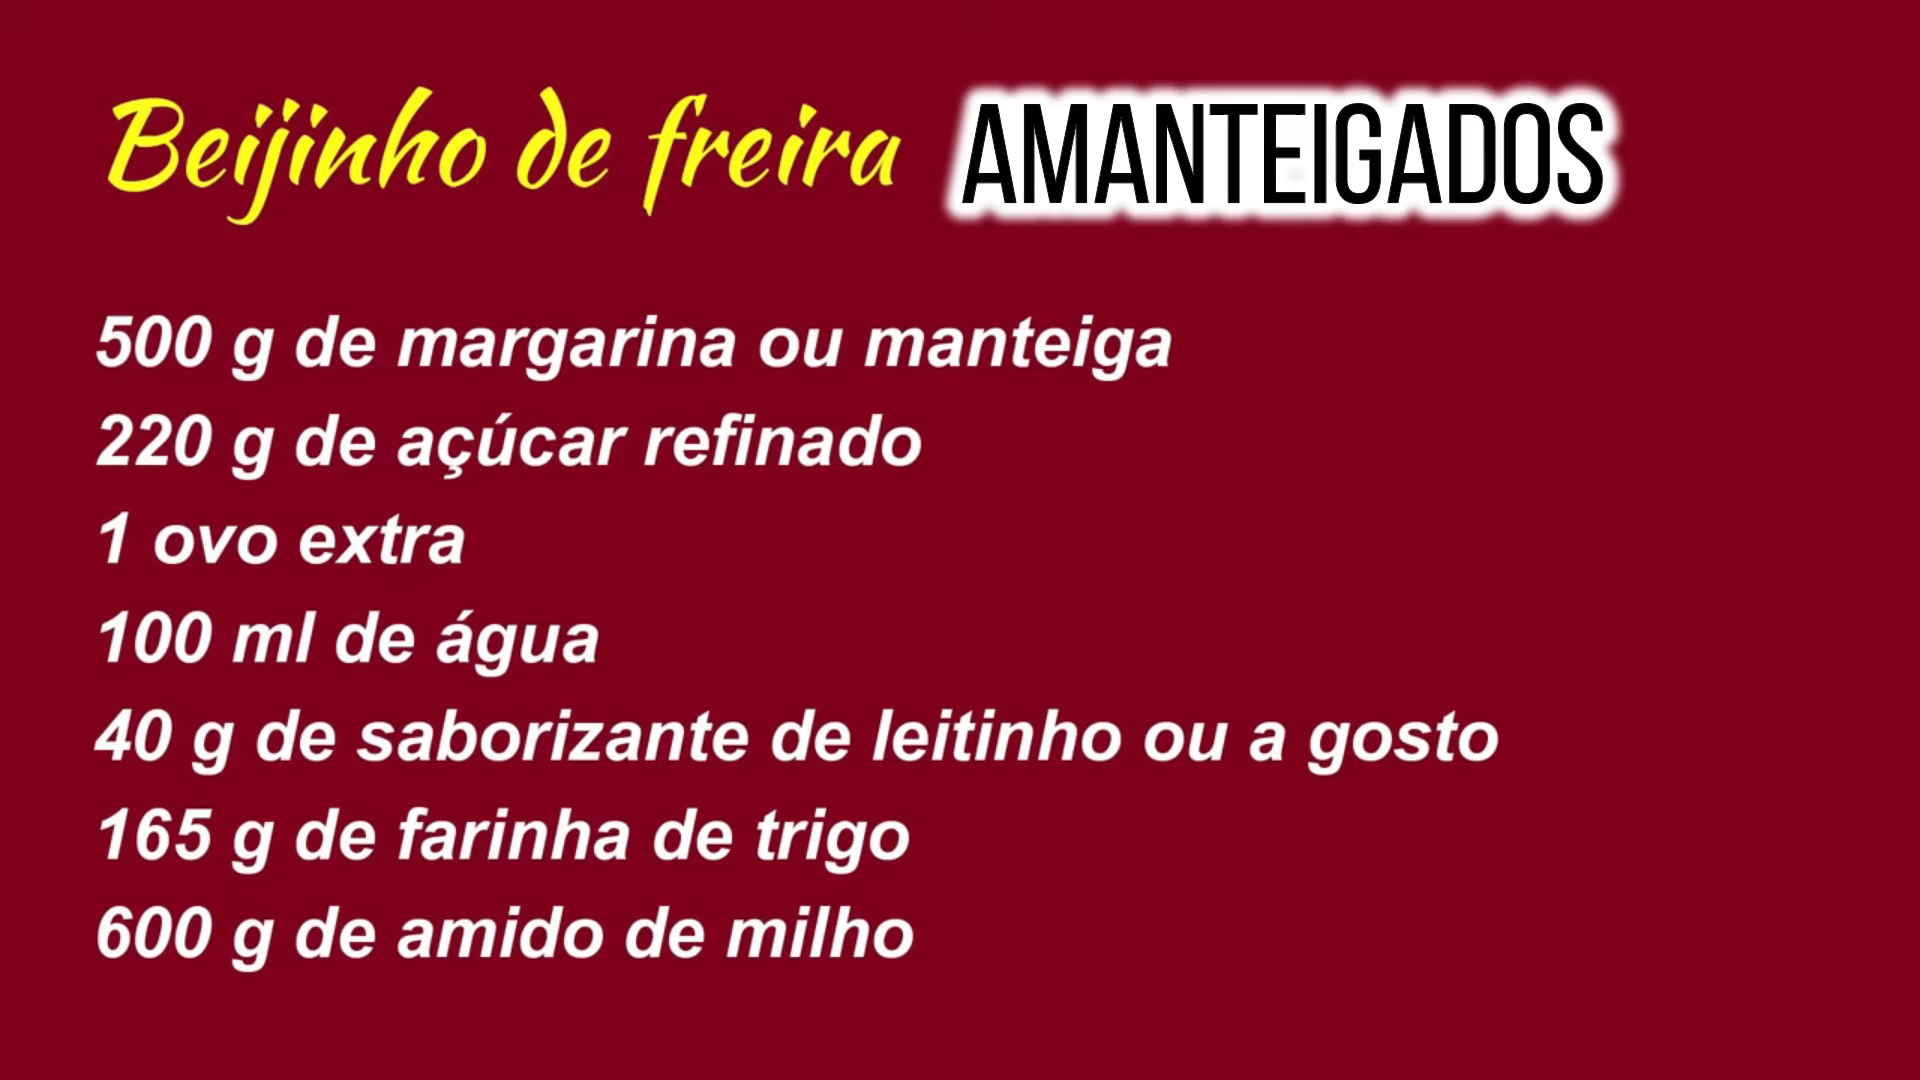 Beijinho de freira AMANTEIGADOS
500 g de margarina ou manteiga
220 g de açúcar refinado
1 ovo extra
100 ml de água
40 g de saborizante de leitinho ou a gosto
165 g de farinha de trigo
600 g de amido de milho